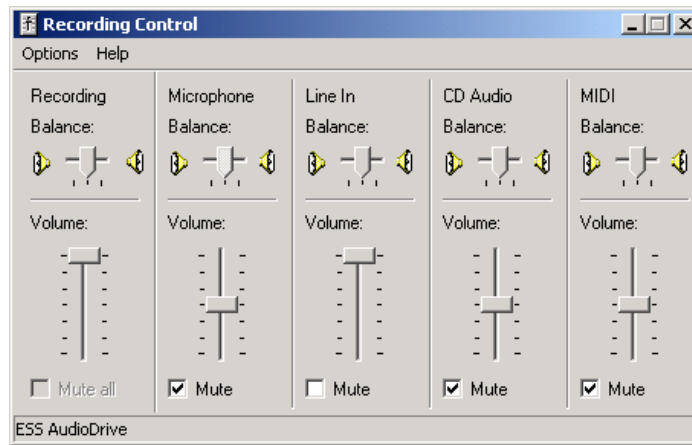 Recording Control
Options Help
Recording Microphone Line In CD Audio MIDI
Balance: Balance: Balance: Balance: Balance:
Volume: Volume: Volume: Volume: Volume:
Mute all Mute Mute Mute Mute
ESS AudioDrive